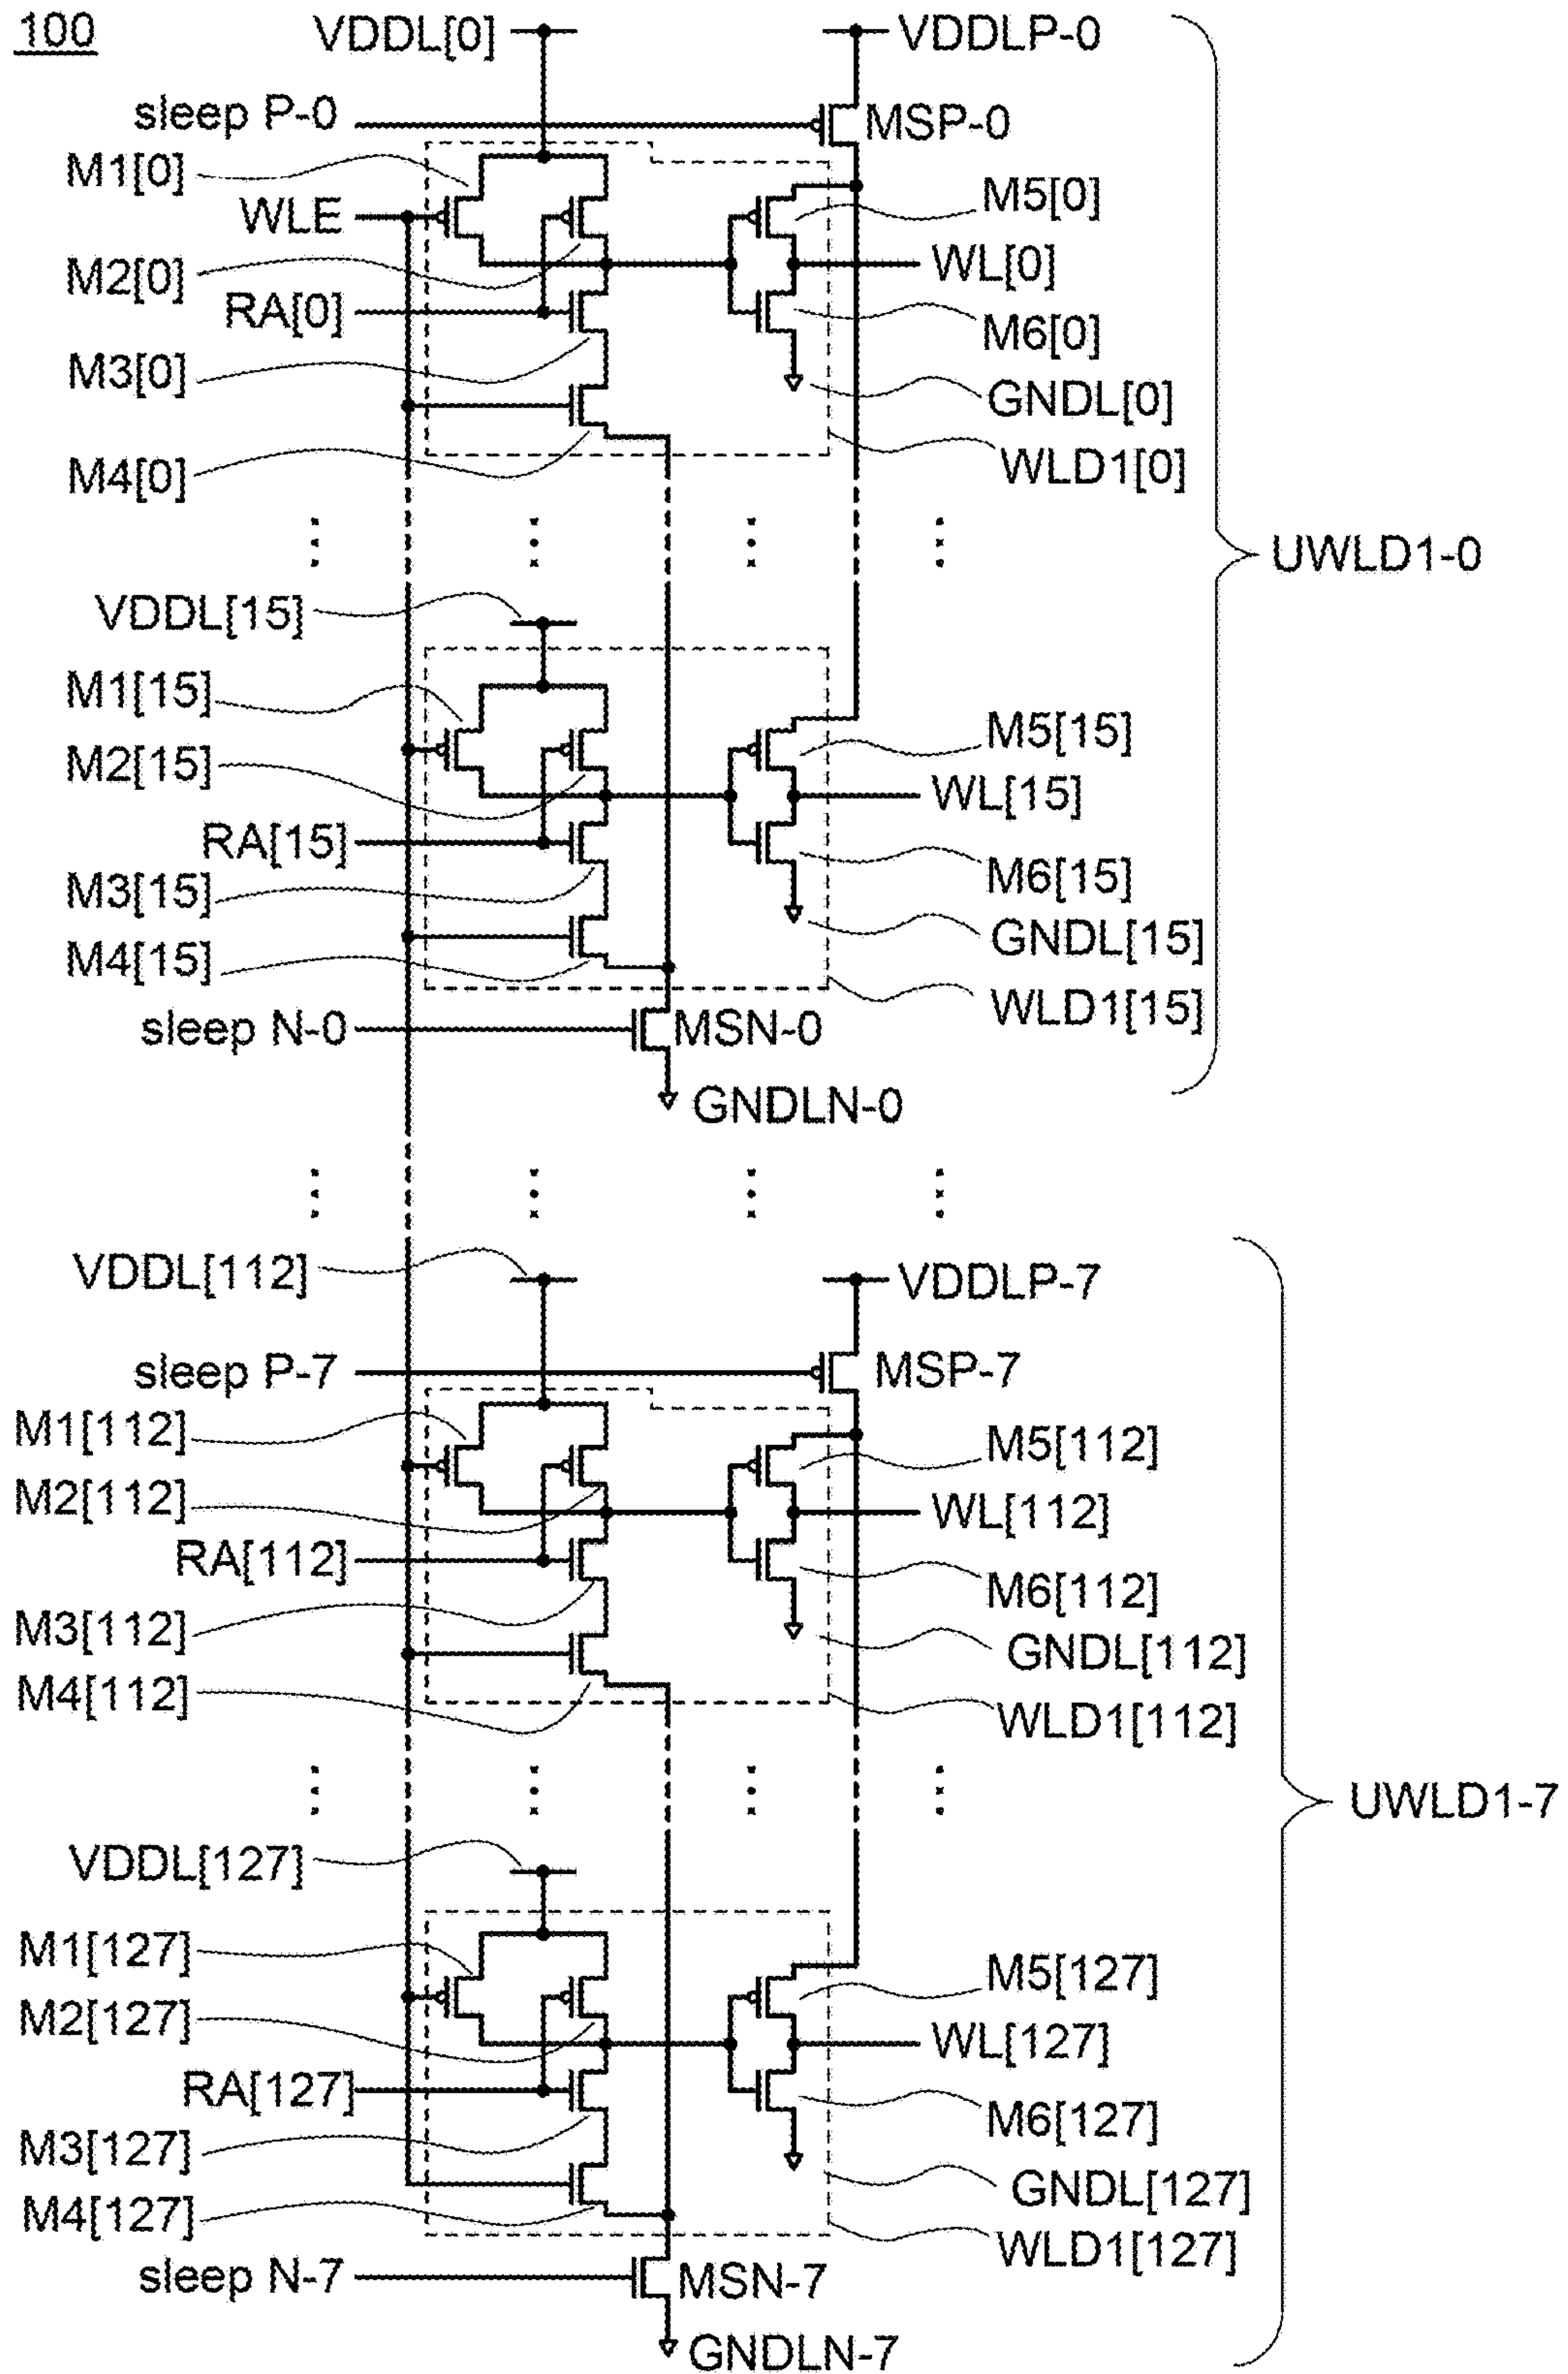 100
VDDL[0]
VDDLP-0
sleep P-0
MSP-0
M1[0]
M5[0]
WLE
WL[0]
M2[0]
RA[0]
M6[0]
M3[0]
GNDL[0]
M4[0]
WLD1[0]
UWLD1-0
VDDL[15]
M1[15]
M5[15]
M2[15]
WL[15]
RA[15]
M6[15]
M3[15]
GNDL[15]
M4[15]
WLD1[15]
sleep N-0
MSN-0
GNDLN-0
VDDL[112]
VDDLP-7
sleep P-7
MSP-7
M1[112]
M5[112]
M2[112]
WL[112]
RA[112]
M6[112]
M3[112]
GNDL[112]
M4[112]
WLD1[112]
UWLD1-7
VDDL[127]
M1[127]
M5[127]
M2[127]
WL[127]
RA[127]
M6[127]
M3[127]
GNDL[127]
M4[127]
WLD1[127]
sleep N-7
MSN-7
GNDLN-7